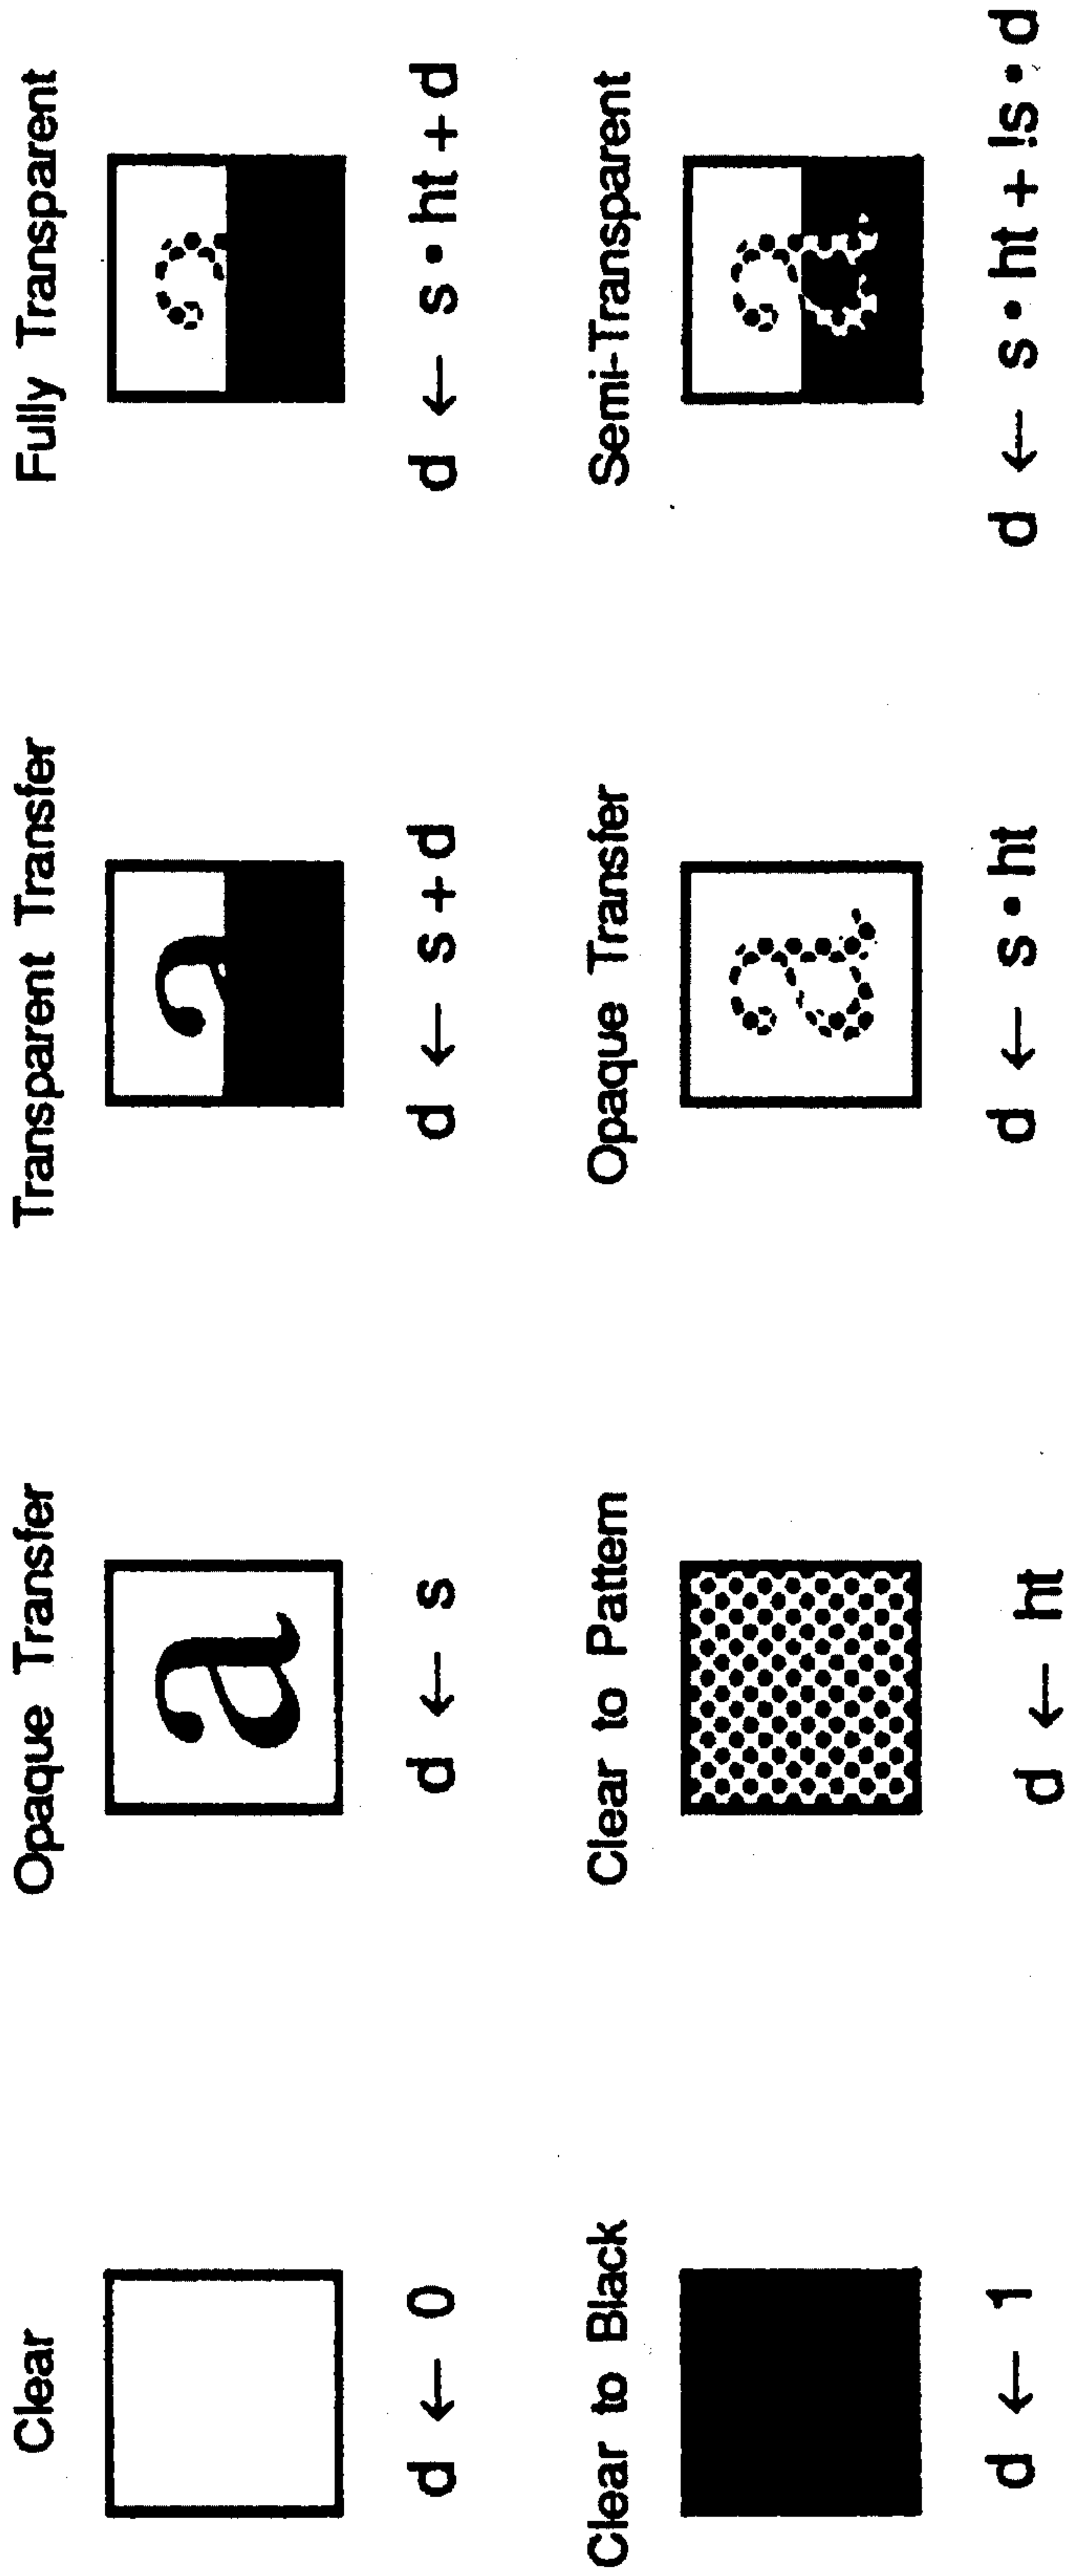 Clear
Opaque Transfer
Transparent Transfer
Fully Transparent
a
a
a
d ← 0
d ← s
d ← s + d
d ← s • ht + d
Clear to Black
Clear to Pattern
Opaque Transfer
Semi-Transparent
a
a
d ← 1
d ← ht
d ← s • ht
d ← s • ht + !s • d